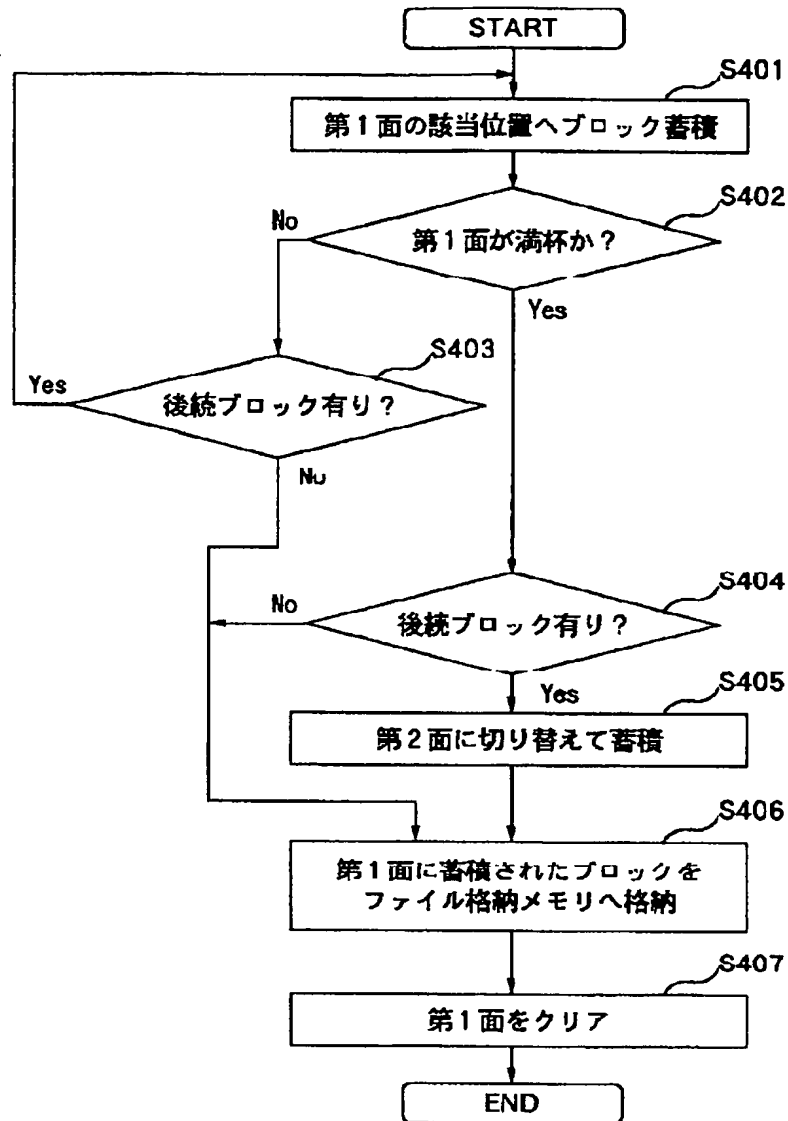 START
S401
第1面の該当位置へブロック蓄積
S402
No
第1面が満杯か？
Yes
S403
Yes
後続ブロック有り？
No
S404
No
後続ブロック有り？
Yes
S405
第2面に切り替えて蓄積
S406
第1面に蓄積されたブロックを
ファイル格納メモリへ格納
S407
第1面をクリア
END